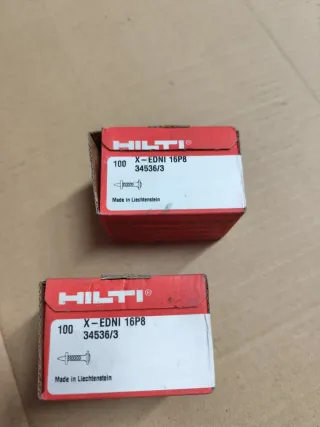 HILTI®
100 X-EDNI 16P8
34536/3
Made in Liechtenstein
HILTI®
100 X-EDNI 16P8
34536/3
Made in Liechtenstein